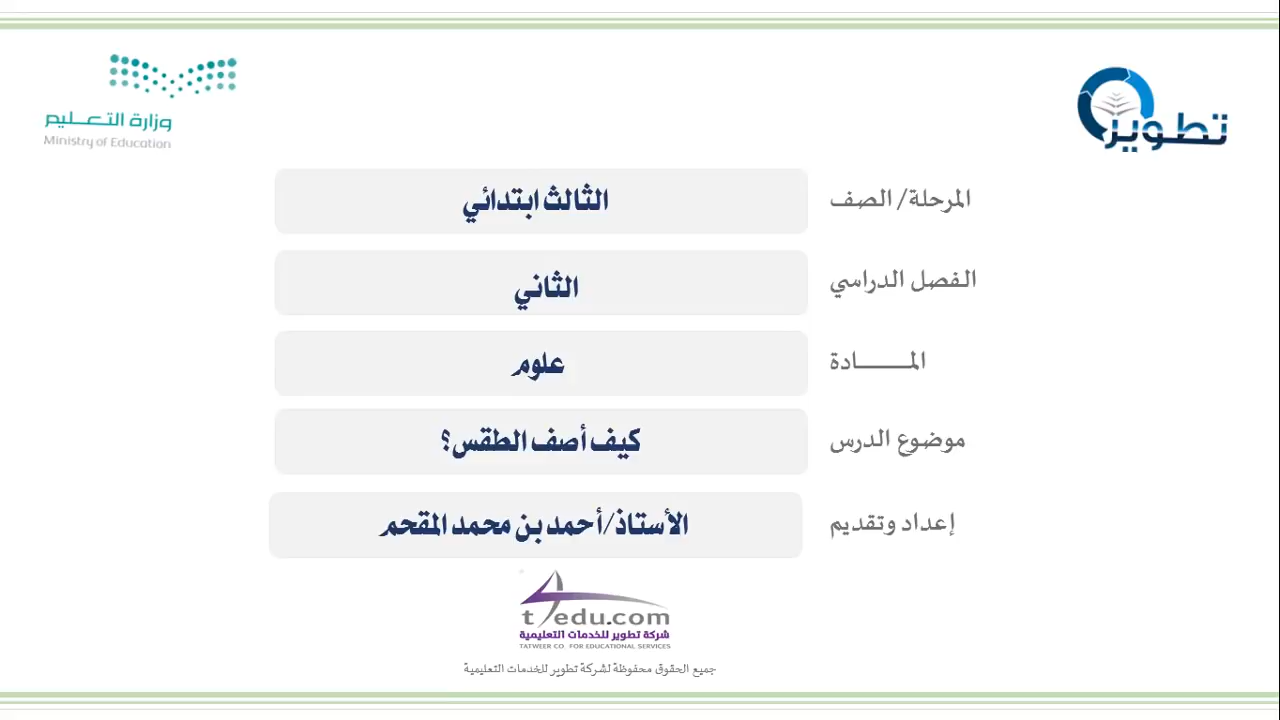 وزارة التعليم
Ministry of Education
تطوير
المرحلة/ الصف
الثالث ابتدائي
الفصل الدراسي
الثاني
المـــــــادة
علوم
موضوع الدرس
كيف أصف الطقس؟
إعداد وتقديم
الأستاذ/أحمد بن محمد المقحم
t4edu.com
شركة تطوير للخدمات التعليمية
TATWEER CO. FOR EDUCATIONAL SERVICES
جميع الحقوق محفوظة لشركة تطوير للخدمات التعليمية